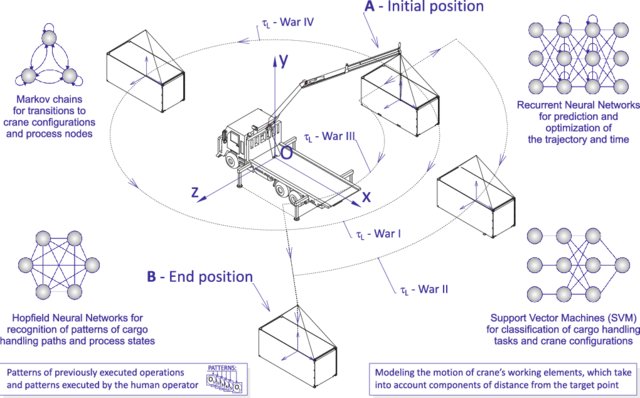 A - Initial position
τL - War IV
y
Markov chains
for transitions to
crane configurations
and process nodes
Recurrent Neural Networks
for prediction and
optimization of
the trajectory and time
τL - War III
O
z
x
τL - War I
τL - War II
B - End position
Hopfield Neural Networks for
recognition of patterns of cargo
handling paths and process states
Support Vector Machines (SVM)
for classification of cargo handling
tasks and crane configurations
Patterns of previously executed operations
and patterns executed by the human operator
PATTERNS:
Modeling the motion of crane's working elements, which take
into account components of distance from the target point